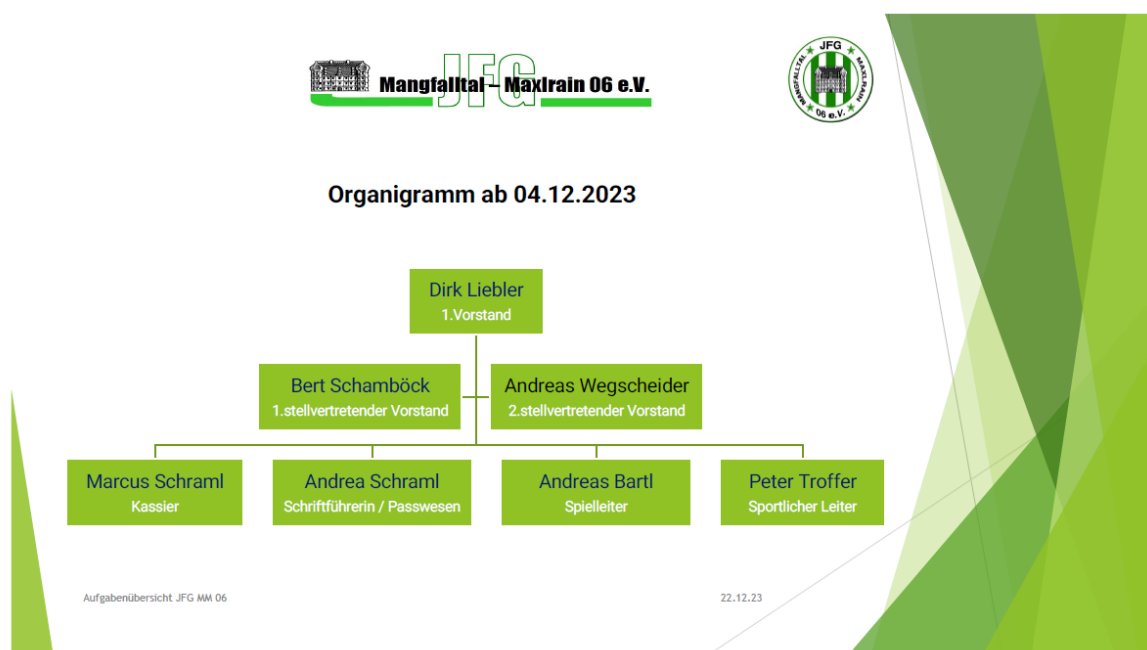 JFG
Mangfalltal – Maxlrain 06 e.V.
JFG
MANGFALLTAL
MAXLRAIN
06 e.V.
Organigramm ab 04.12.2023
Dirk Liebler
1.Vorstand
Bert Schamböck
1.stellvertretender Vorstand
Andreas Wegscheider
2.stellvertretender Vorstand
Marcus Schraml
Kassier
Andrea Schraml
Schriftführerin / Passwesen
Andreas Bartl
Spielleiter
Peter Troffer
Sportlicher Leiter
Aufgabenübersicht JFG MM 06
22.12.23